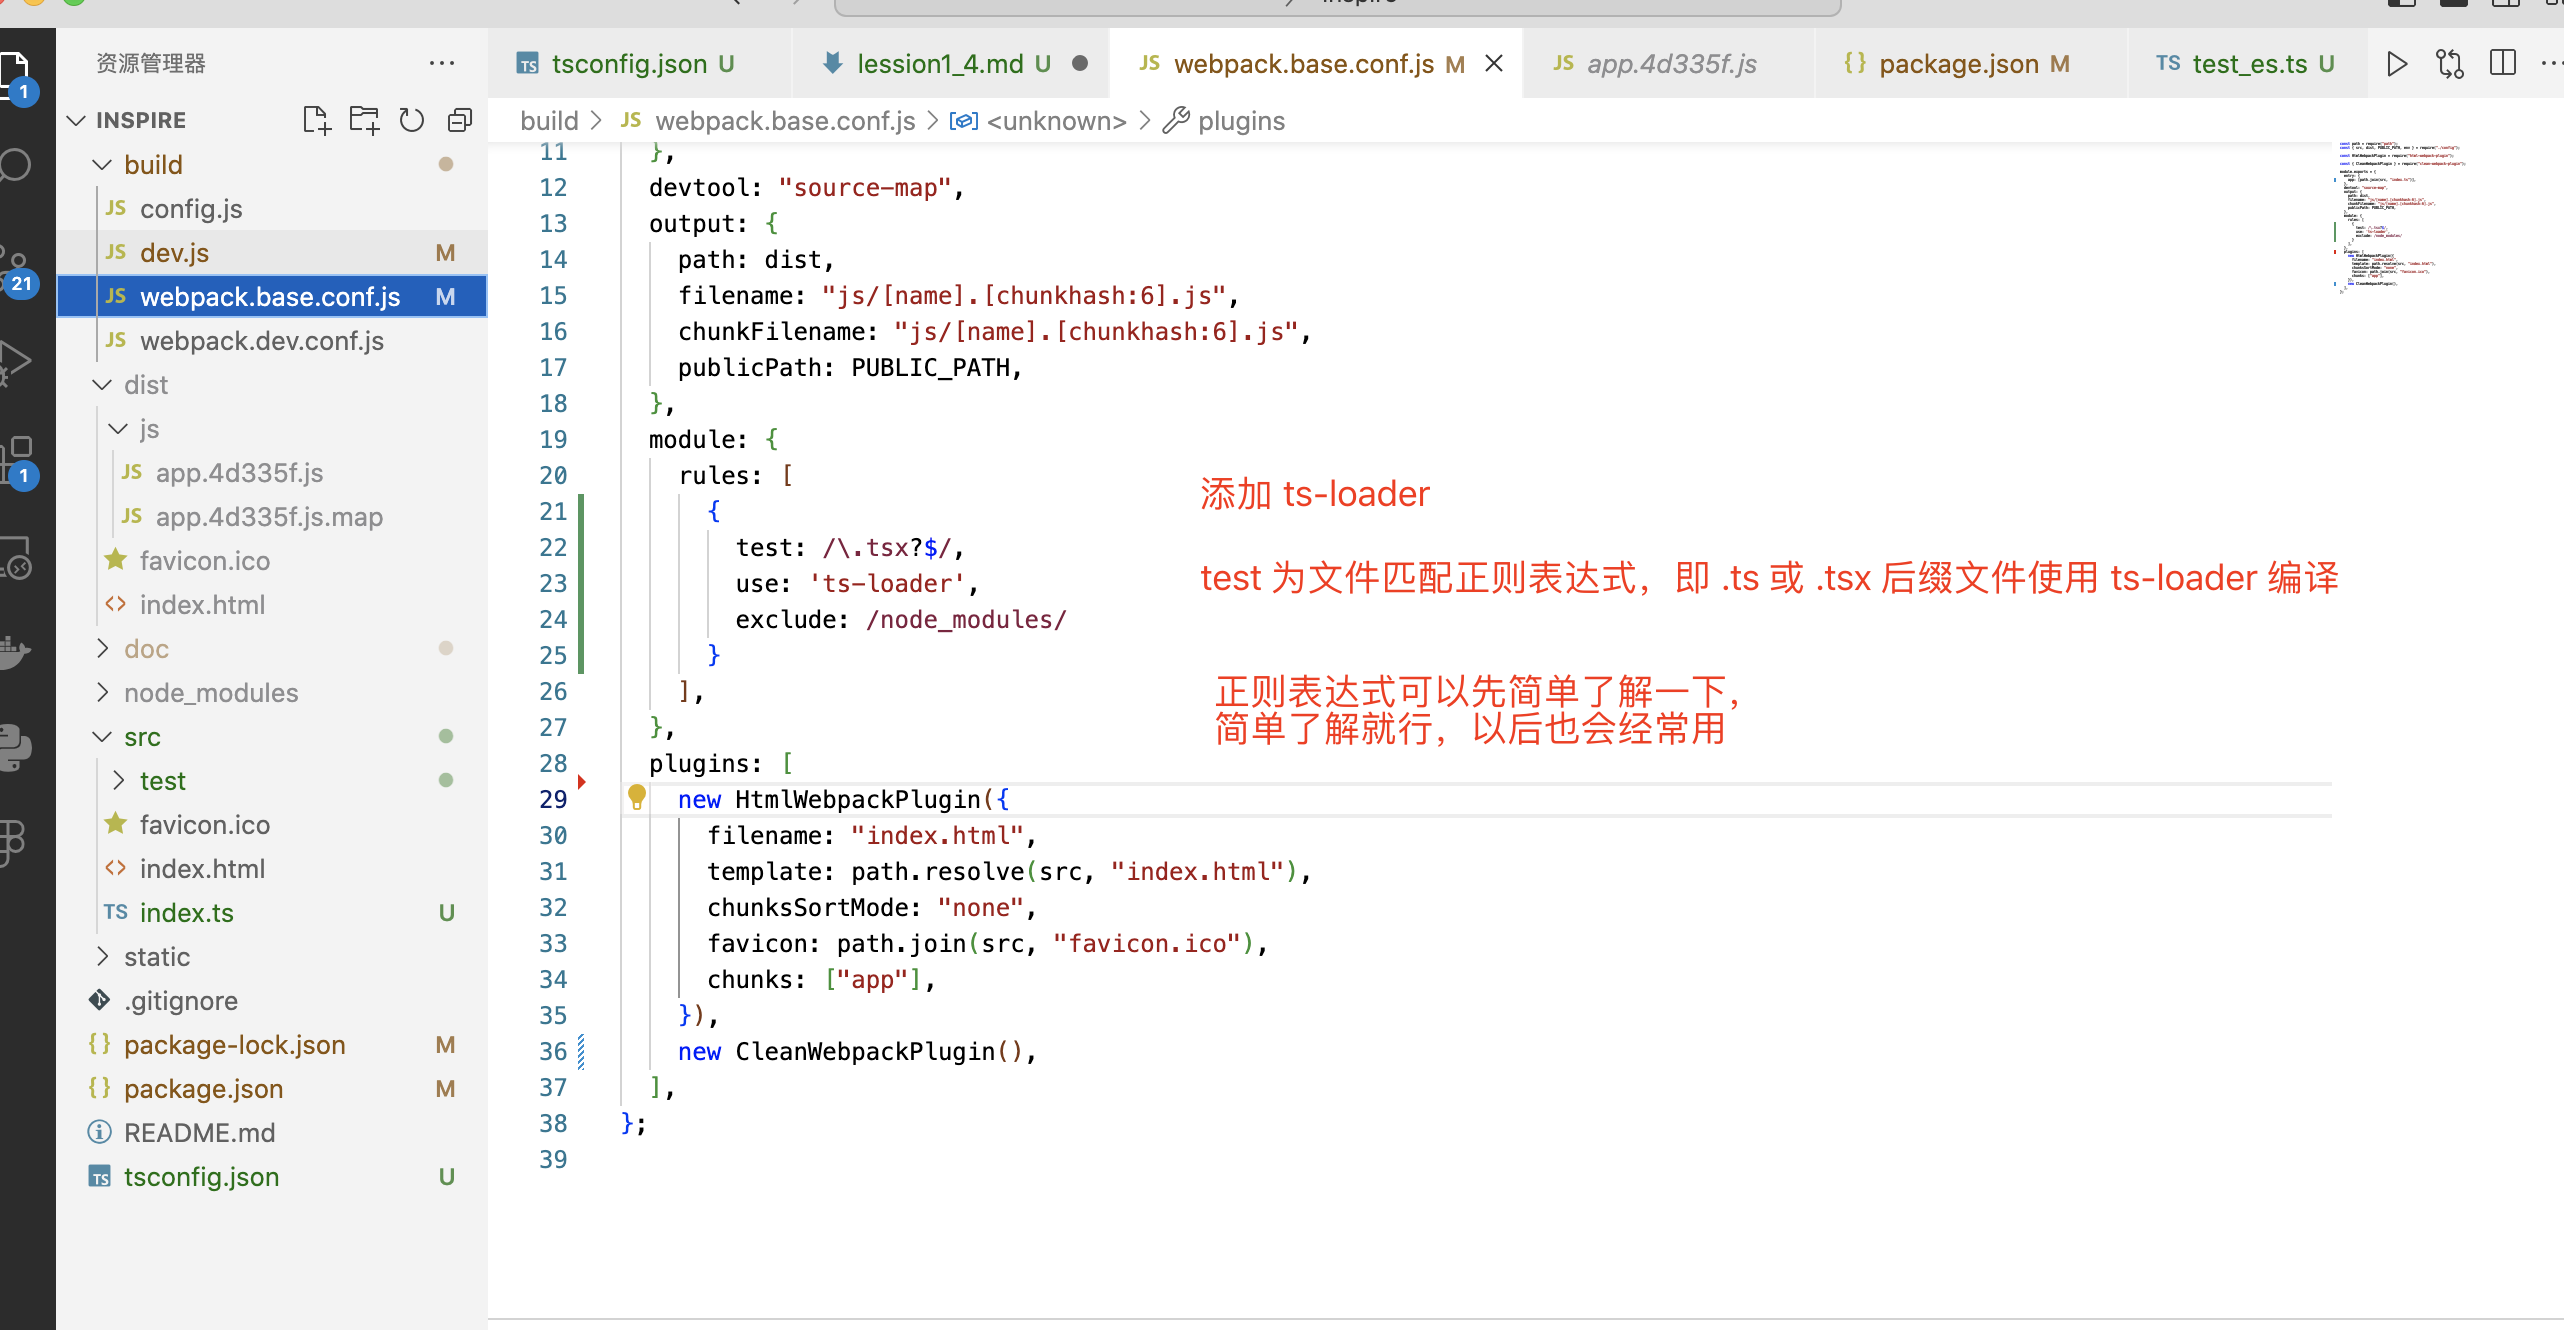 资源管理器
INSPIRE
build
JS config.js
JS dev.js M
JS webpack.base.conf.js M
JS webpack.dev.conf.js
dist
js
JS app.4d335f.js
JS app.4d335f.js.map
favicon.ico
<> index.html
doc
node_modules
src
test
favicon.ico
<> index.html
TS index.ts U
static
.gitignore
{} package-lock.json M
{} package.json M
README.md
TS tsconfig.json U
1
21
1
TS tsconfig.json U
lession1_4.md U
JS webpack.base.conf.js M
JS app.4d335f.js
{} package.json M
TS test_es.ts U
build > JS webpack.base.conf.js > <unknown> > plugins
11 },
12 devtool: "source-map",
13 output: {
14 path: dist,
15 filename: "js/[name].[chunkhash:6].js",
16 chunkFilename: "js/[name].[chunkhash:6].js",
17 publicPath: PUBLIC_PATH,
18 },
19 module: {
20 rules: [
21 {
22 test: /\.tsx?$/,
23 use: 'ts-loader',
24 exclude: /node_modules/
25 }
26 ],
27 },
28 plugins: [
29 new HtmlWebpackPlugin({
30 filename: "index.html",
31 template: path.resolve(src, "index.html"),
32 chunksSortMode: "none",
33 favicon: path.join(src, "favicon.ico"),
34 chunks: ["app"],
35 }),
36 new CleanWebpackPlugin(),
37 ],
38 };
39
添加 ts-loader
test 为文件匹配正则表达式，即 .ts 或 .tsx 后缀文件使用 ts-loader 编译
正则表达式可以先简单了解一下，
简单了解就行，以后也会经常用